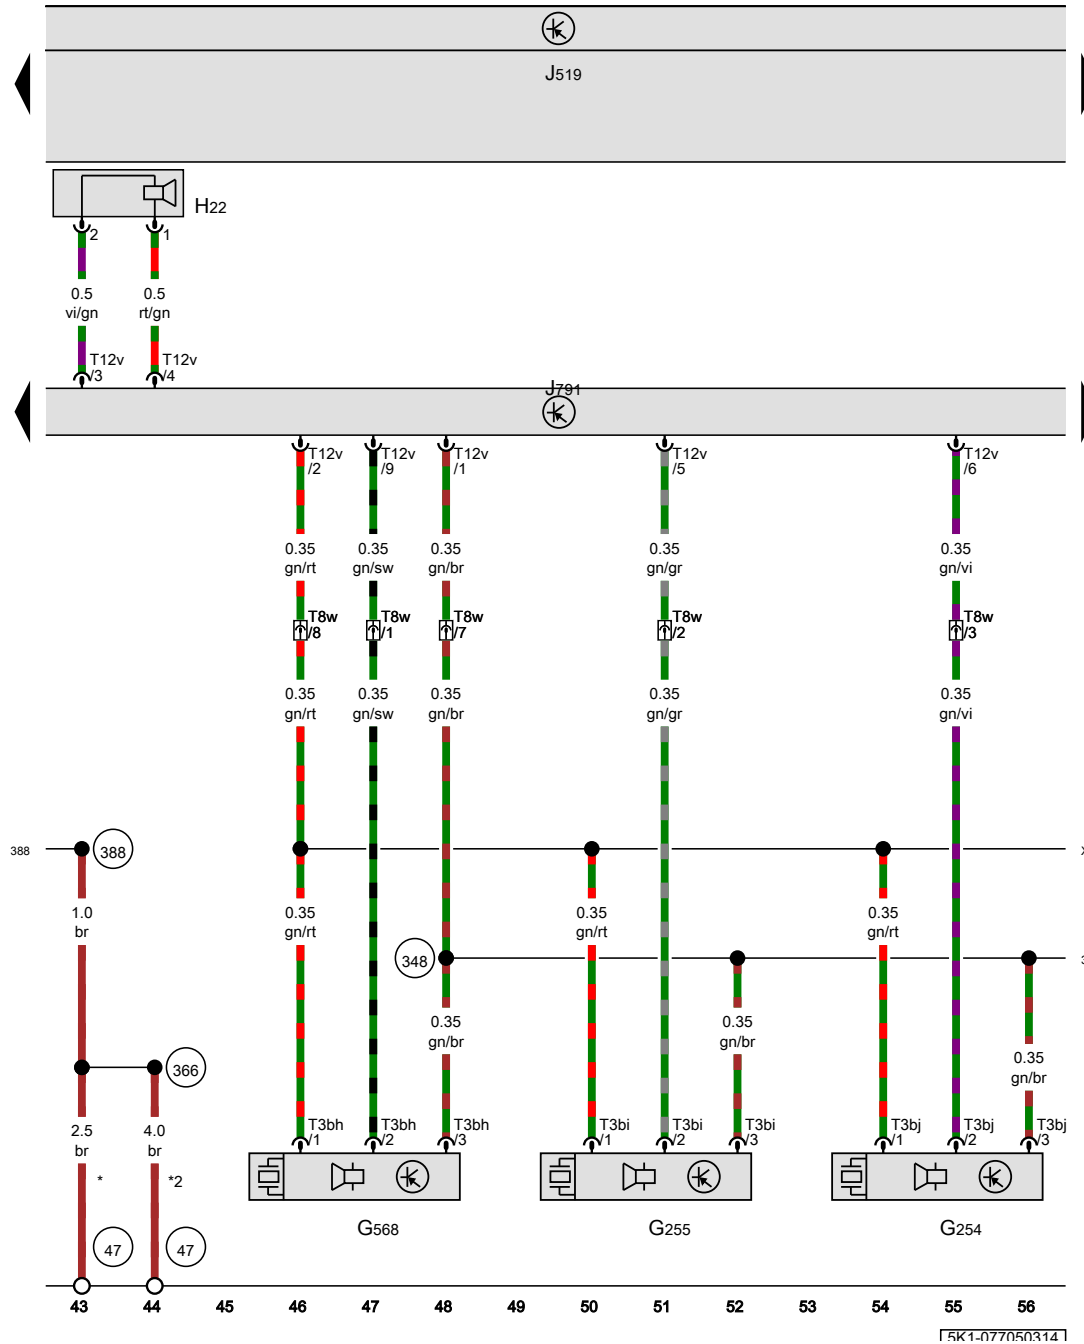 J519
H22
2 1
0.5 0.5
vi/gn rt/gn
T12v T12v
/3 /4
J791
T12v T12v T12v T12v T12v
/2 /9 /1 /5 /6
0.35 0.35 0.35 0.35 0.35
gn/rt gn/sw gn/br gn/gr gn/vi
T8w T8w T8w T8w T8w
/8 /1 /7 /2 /3
0.35 0.35 0.35 0.35 0.35
gn/rt gn/sw gn/br gn/gr gn/vi
388 388
1.0 0.35 0.35 0.35
br gn/rt gn/rt gn/rt
348
0.35 0.35
gn/br gn/br
0.35
gn/br
366
T3bh T3bh T3bh T3bi T3bi T3bi T3bj T3bj T3bj
/1 /2 /3 /1 /2 /3 /1 /2 /3
2.5 4.0
br br
* *2
G568 G255 G254
47 47
43 44 45 46 47 48 49 50 51 52 53 54 55 56
5K1-077050314